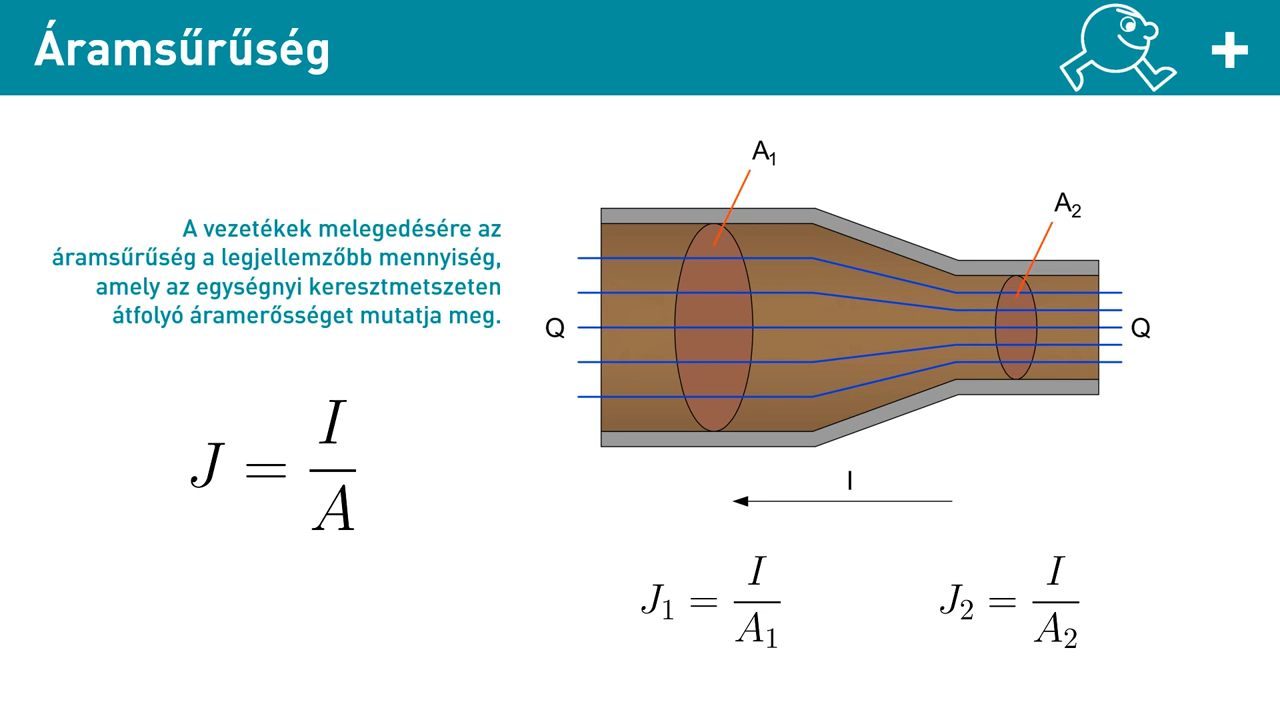 Áramsűrűség
+
A vezetékek melegedésére az
áramsűrűség a legjellemzőbb mennyiség,
amely az egységnyi keresztmetszeten
átfolyó áramerősséget mutatja meg.
J = I / A
A₁
A₂
Q
Q
I
J₁ = I / A₁
J₂ = I / A₂